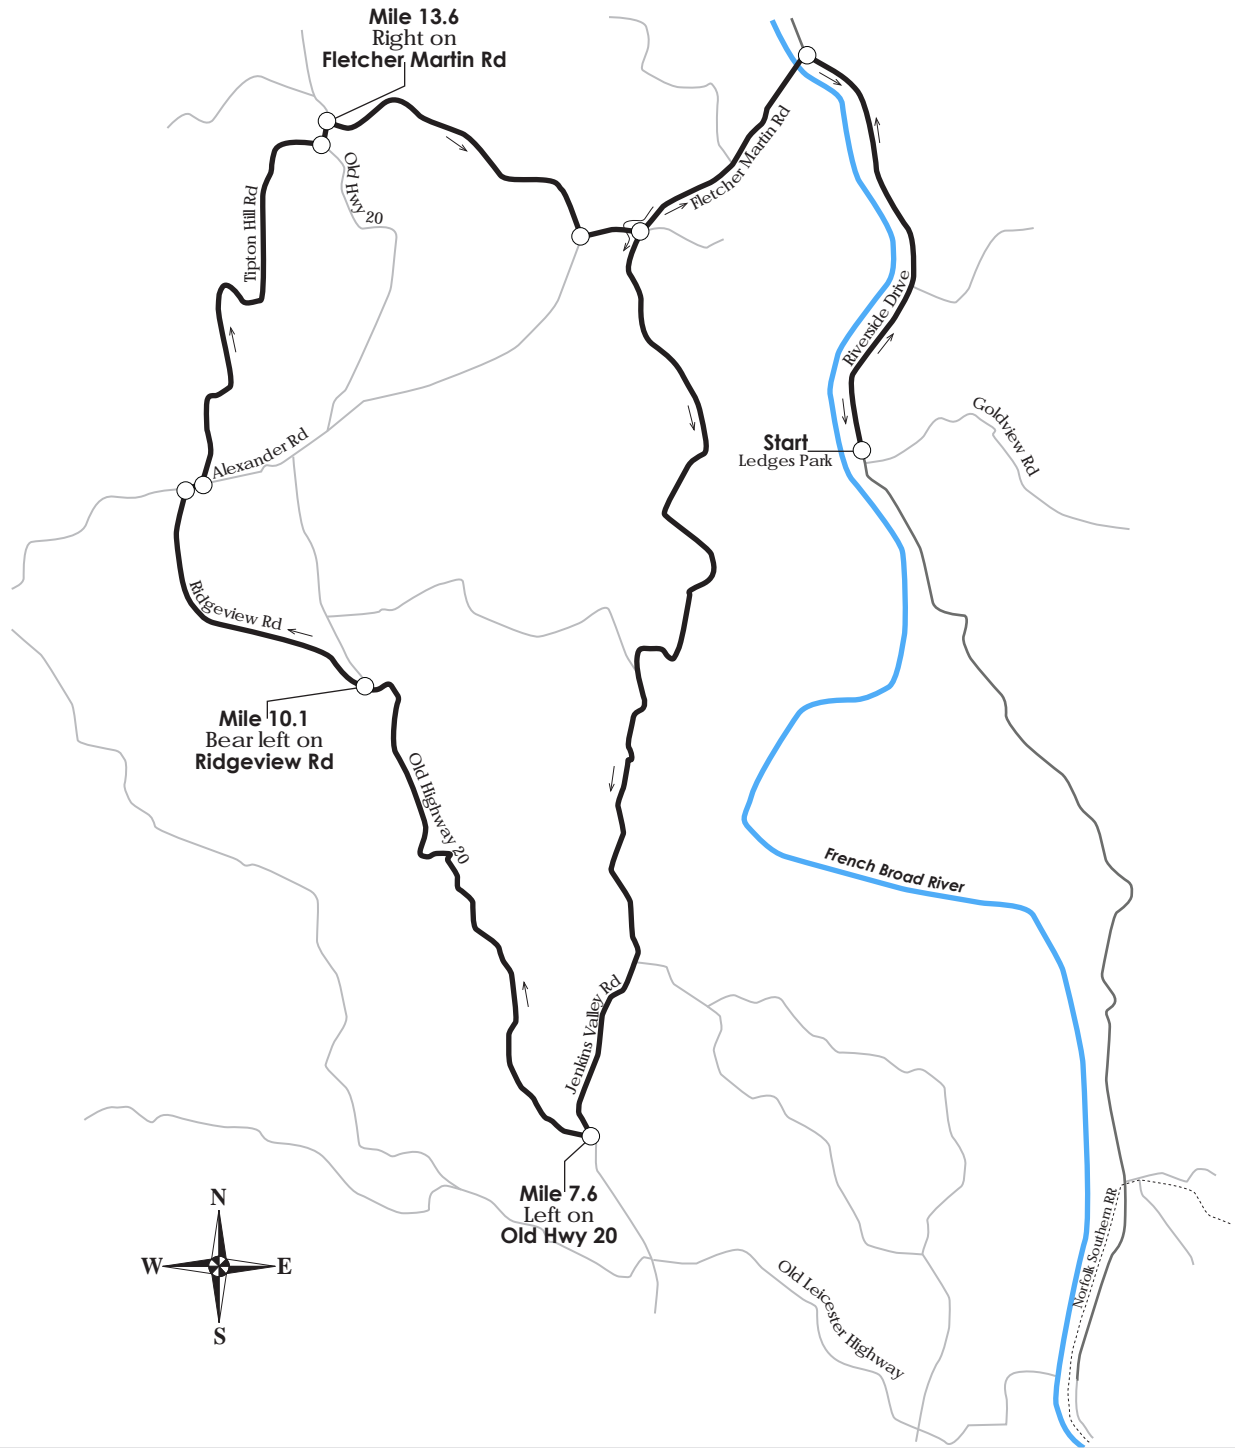 Mile 13.6
Right on
Fletcher Martin Rd
Old Hwy 20
Tipton Hill Rd
Fletcher Martin Rd
Riverside Drive
Start
Ledges Park
Goldview Rd
Alexander Rd
Ridgeview Rd
Mile 10.1
Bear left on
Ridgeview Rd
Old Highway 20
French Broad River
Jenkins Valley Rd
Mile 7.6
Left on
Old Hwy 20
N
W
E
S
Norfolk Southern RR
Old Leicester Highway